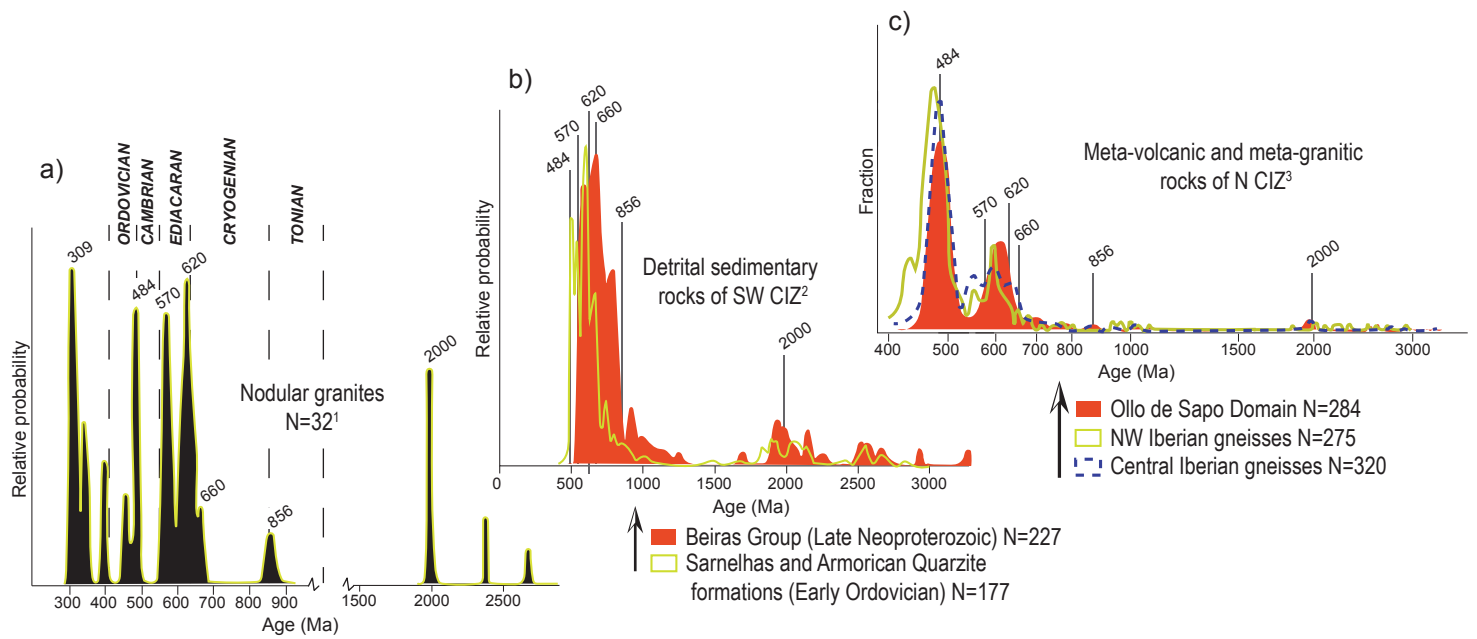 a)
ORDOVICIAN
CAMBRIAN
EDIACARAN
CRYOGENIAN
TONIAN
309
484
570
620
660
856
2000
Nodular granites
N=32¹
Relative probability
300 400 500 600 700 800 900 1500 2000 2500
Age (Ma)
b)
484
570
620
660
856
2000
Detrital sedimentary
rocks of SW CIZ²
Relative probability
0 500 1000 1500 2000 2500 3000
Age (Ma)
Beiras Group (Late Neoproterozoic) N=227
Sarnelhas and Armorican Quarzite
formations (Early Ordovician) N=177
c)
484
570
620
660
856
2000
Meta-volcanic and meta-granitic
rocks of N CIZ³
Fraction
400 500 600 700 800 1000 1500 2000 3000
Age (Ma)
Ollo de Sapo Domain N=284
NW Iberian gneisses N=275
Central Iberian gneisses N=320